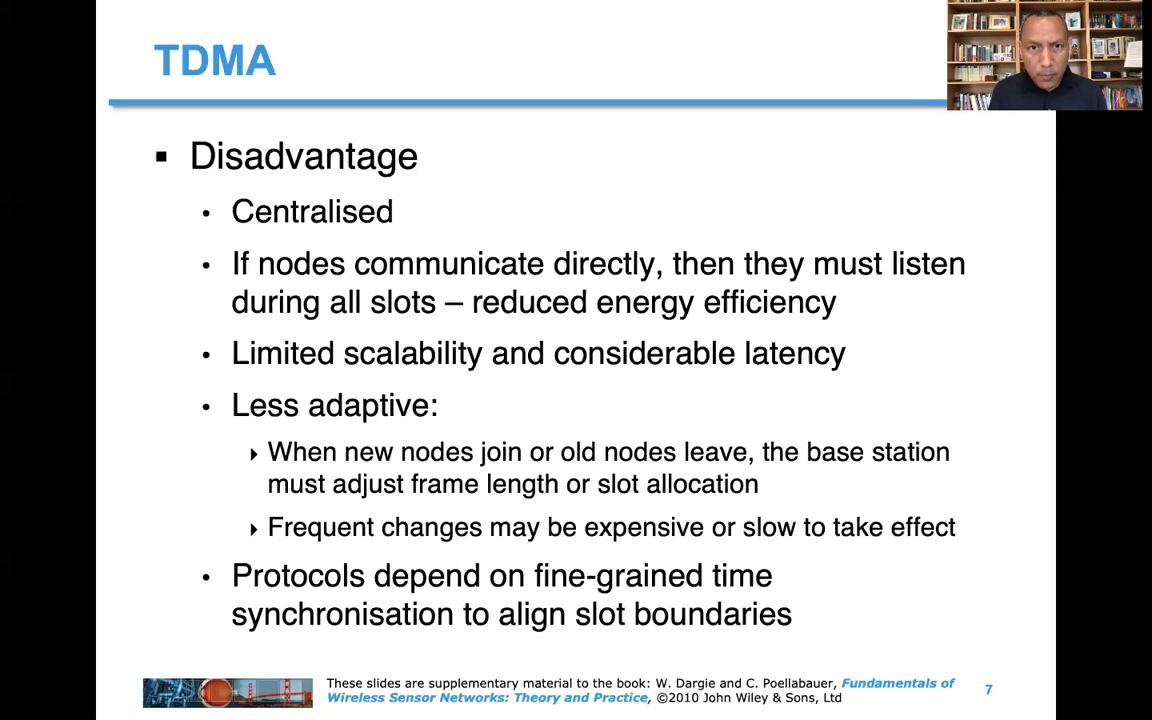 TDMA
Disadvantage
Centralised
If nodes communicate directly, then they must listen
during all slots – reduced energy efficiency
Limited scalability and considerable latency
Less adaptive:
When new nodes join or old nodes leave, the base station
must adjust frame length or slot allocation
Frequent changes may be expensive or slow to take effect
Protocols depend on fine-grained time
synchronisation to align slot boundaries
These slides are supplementary material to the book: W. Dargie and C. Poellabauer, Fundamentals of
Wireless Sensor Networks: Theory and Practice, ©2010 John Wiley & Sons, Ltd
7